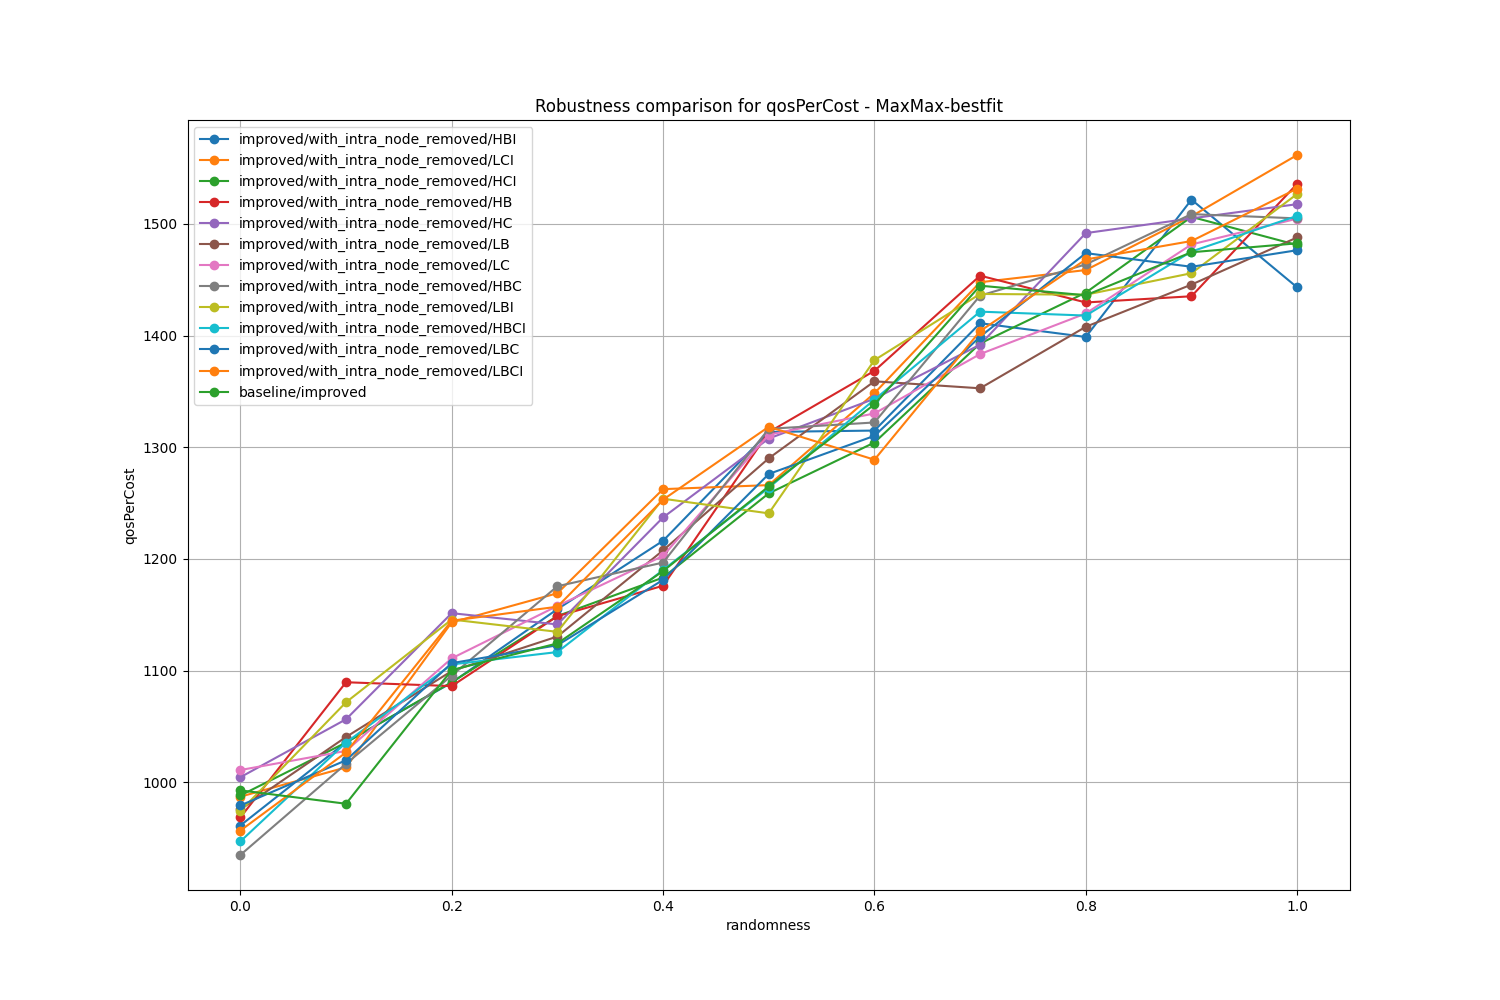 Robustness comparison for qosPerCost - MaxMax-bestfit
improved/with_intra_node_removed/HBI
improved/with_intra_node_removed/LCI
improved/with_intra_node_removed/HCI
improved/with_intra_node_removed/HB
improved/with_intra_node_removed/HC
improved/with_intra_node_removed/LB
improved/with_intra_node_removed/LC
improved/with_intra_node_removed/HBC
improved/with_intra_node_removed/LBI
improved/with_intra_node_removed/HBCI
improved/with_intra_node_removed/LBC
improved/with_intra_node_removed/LBCI
baseline/improved
1500
1400
1300
1200
1100
1000
qosPerCost
0.0 0.2 0.4 0.6 0.8 1.0
randomness